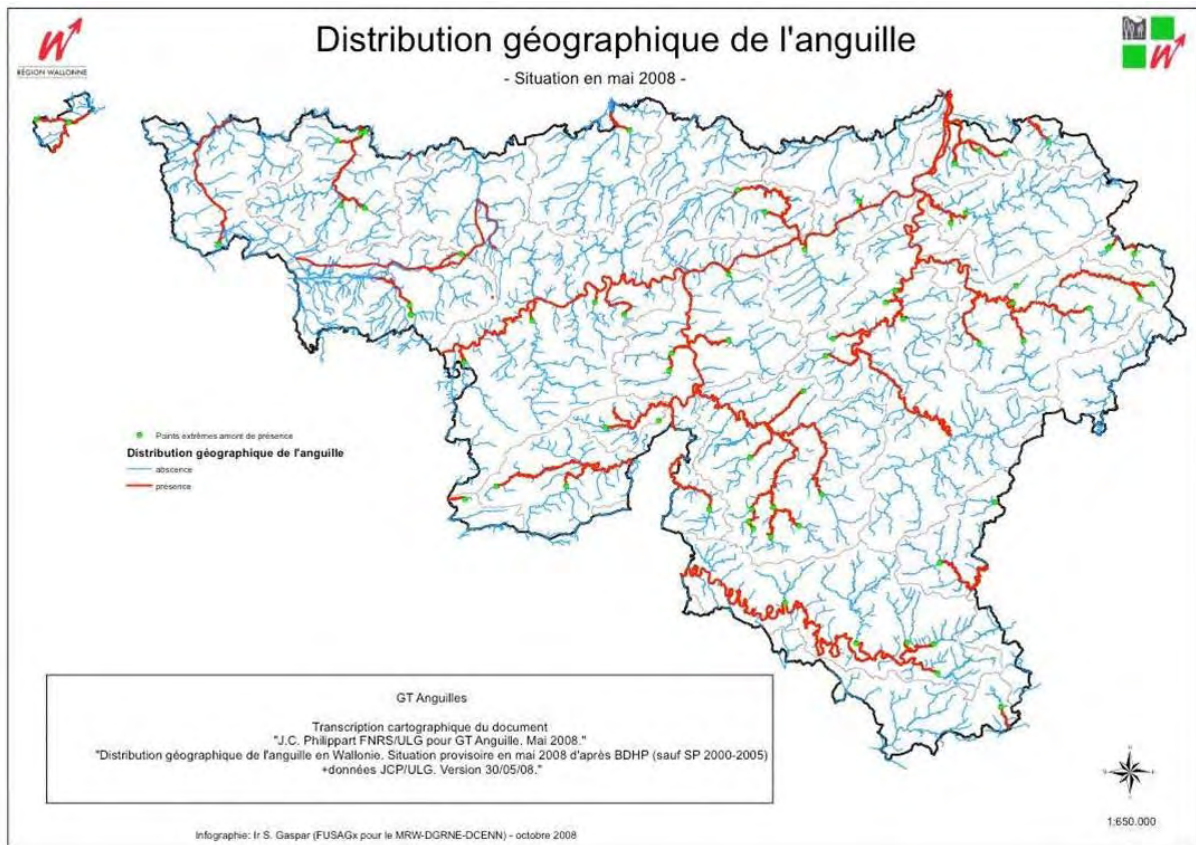 Distribution géographique de l'anguille
- Situation en mai 2008 -
RÉGION WALLONNE
Points extrêmes amont de présence
Distribution géographique de l'anguille
abscence
présence
GT Anguilles
Transcription cartographique du document
"J.C. Philippart FNRS/ULG pour GT Anguille. Mai 2008."
"Distribution géographique de l'anguille en Wallonie. Situation provisoire en mai 2008 d'après BDHP (sauf SP 2000-2005)
+données JCP/ULG. Version 30/05/08."
1:650.000
Infographie: Ir S. Gaspar (FUSAGx pour le MRW-DGRNE-DCENN) - octobre 2008